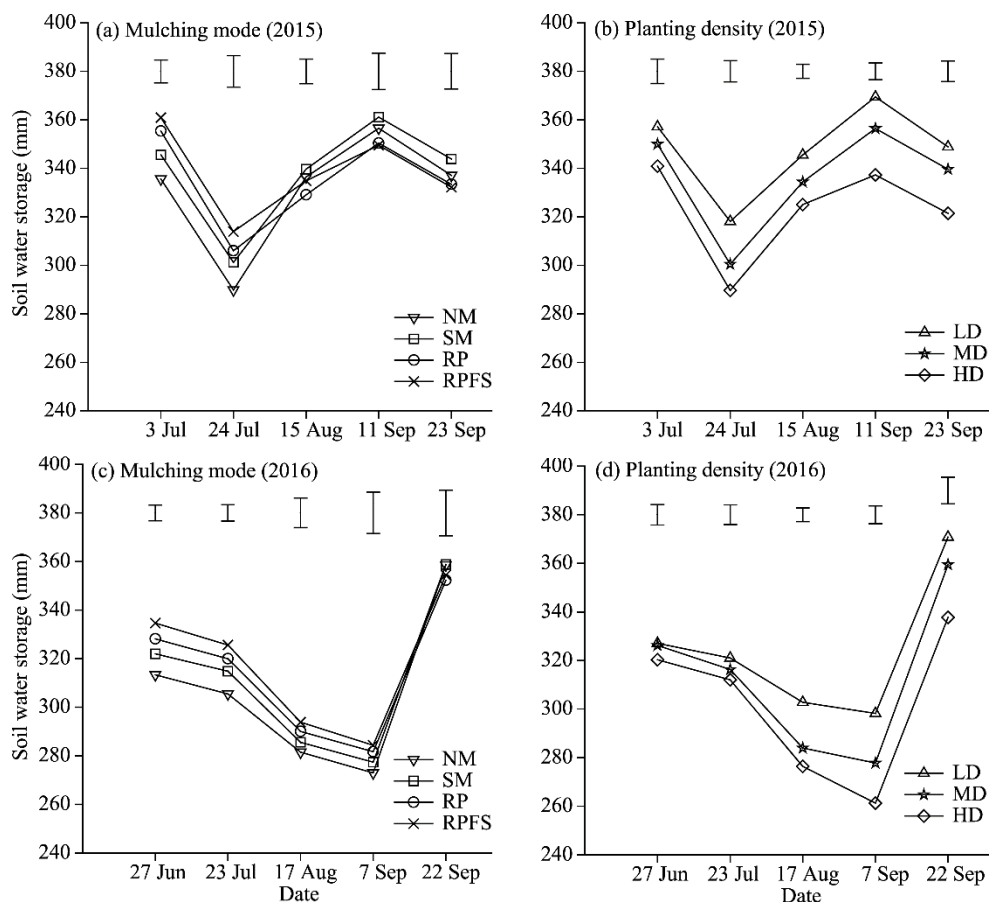 (a) Mulching mode (2015)
Soil water storage (mm)
400
380
360
340
320
300
280
260
240
NM
SM
RP
RPFS
3 Jul 24 Jul 15 Aug 11 Sep 23 Sep
(b) Planting density (2015)
400
380
360
340
320
300
280
260
240
LD
MD
HD
3 Jul 24 Jul 15 Aug 11 Sep 23 Sep
(c) Mulching mode (2016)
Soil water storage (mm)
400
380
360
340
320
300
280
260
240
NM
SM
RP
RPFS
27 Jun 23 Jul 17 Aug 7 Sep 22 Sep
Date
(d) Planting density (2016)
400
380
360
340
320
300
280
260
240
LD
MD
HD
27 Jun 23 Jul 17 Aug 7 Sep 22 Sep
Date